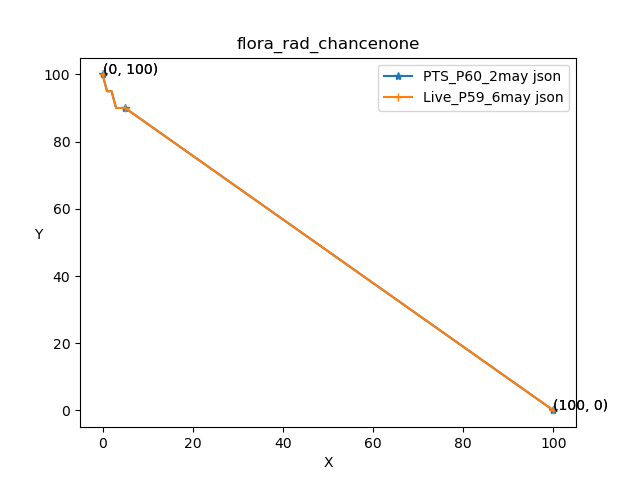 flora_rad_chancenone
(0, 100)
PTS_P60_2may json
Live_P59_6may json
100
80
60
Y
40
20
0
(100, 0)
0 20 40 60 80 100
X